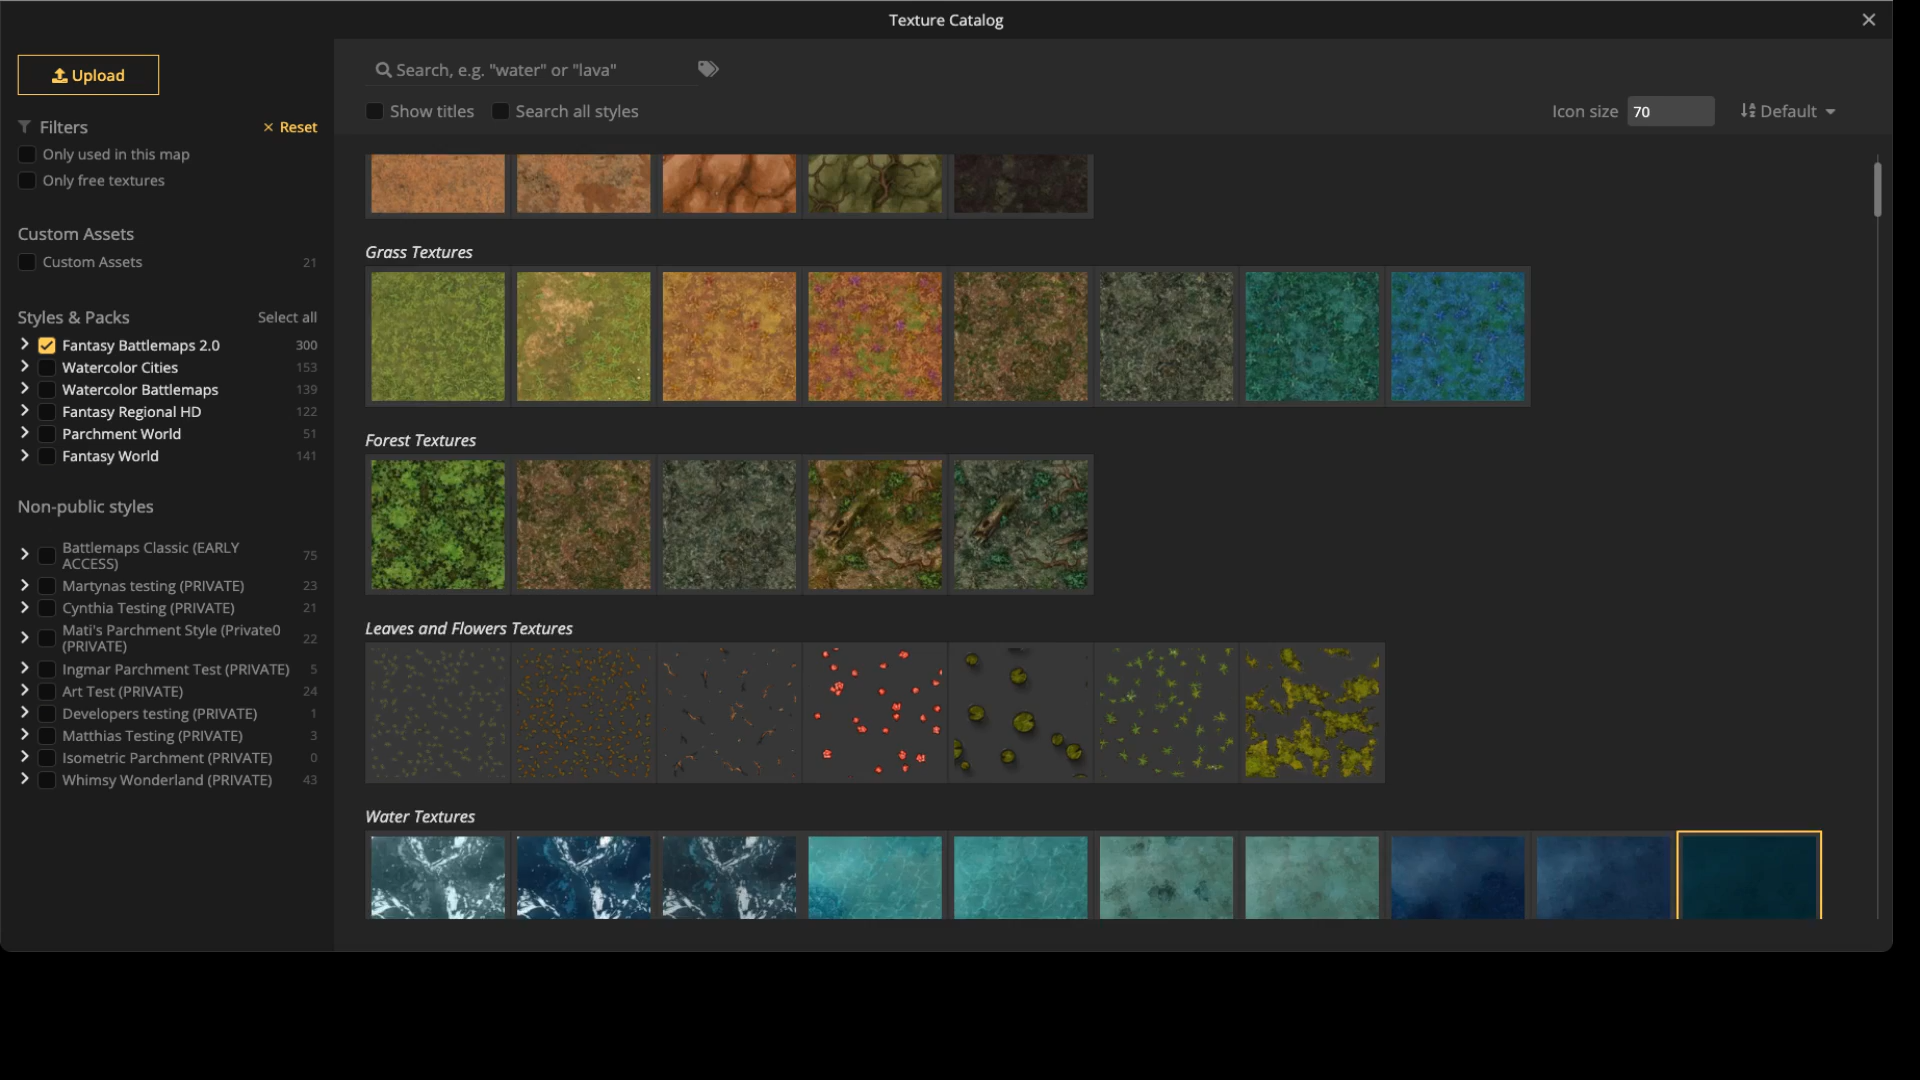 Texture Catalog
Upload
Search, e.g. "water" or "lava"
Show titles
Search all styles
Icon size
70
Default
Filters
Reset
Only used in this map
Only free textures
Custom Assets
Custom Assets 21
Styles & Packs
Select all
Fantasy Battlemaps 2.0 300
Watercolor Cities 153
Watercolor Battlemaps 139
Fantasy Regional HD 122
Parchment World 51
Fantasy World 141
Non-public styles
Battlemaps Classic (EARLY
ACCESS) 75
Martynas testing (PRIVATE) 23
Cynthia Testing (PRIVATE) 21
Mati's Parchment Style (Private0
(PRIVATE) 22
Ingmar Parchment Test (PRIVATE) 5
Art Test (PRIVATE) 24
Developers testing (PRIVATE) 1
Matthias Testing (PRIVATE) 3
Isometric Parchment (PRIVATE) 0
Whimsy Wonderland (PRIVATE) 43
Grass Textures
Forest Textures
Leaves and Flowers Textures
Water Textures